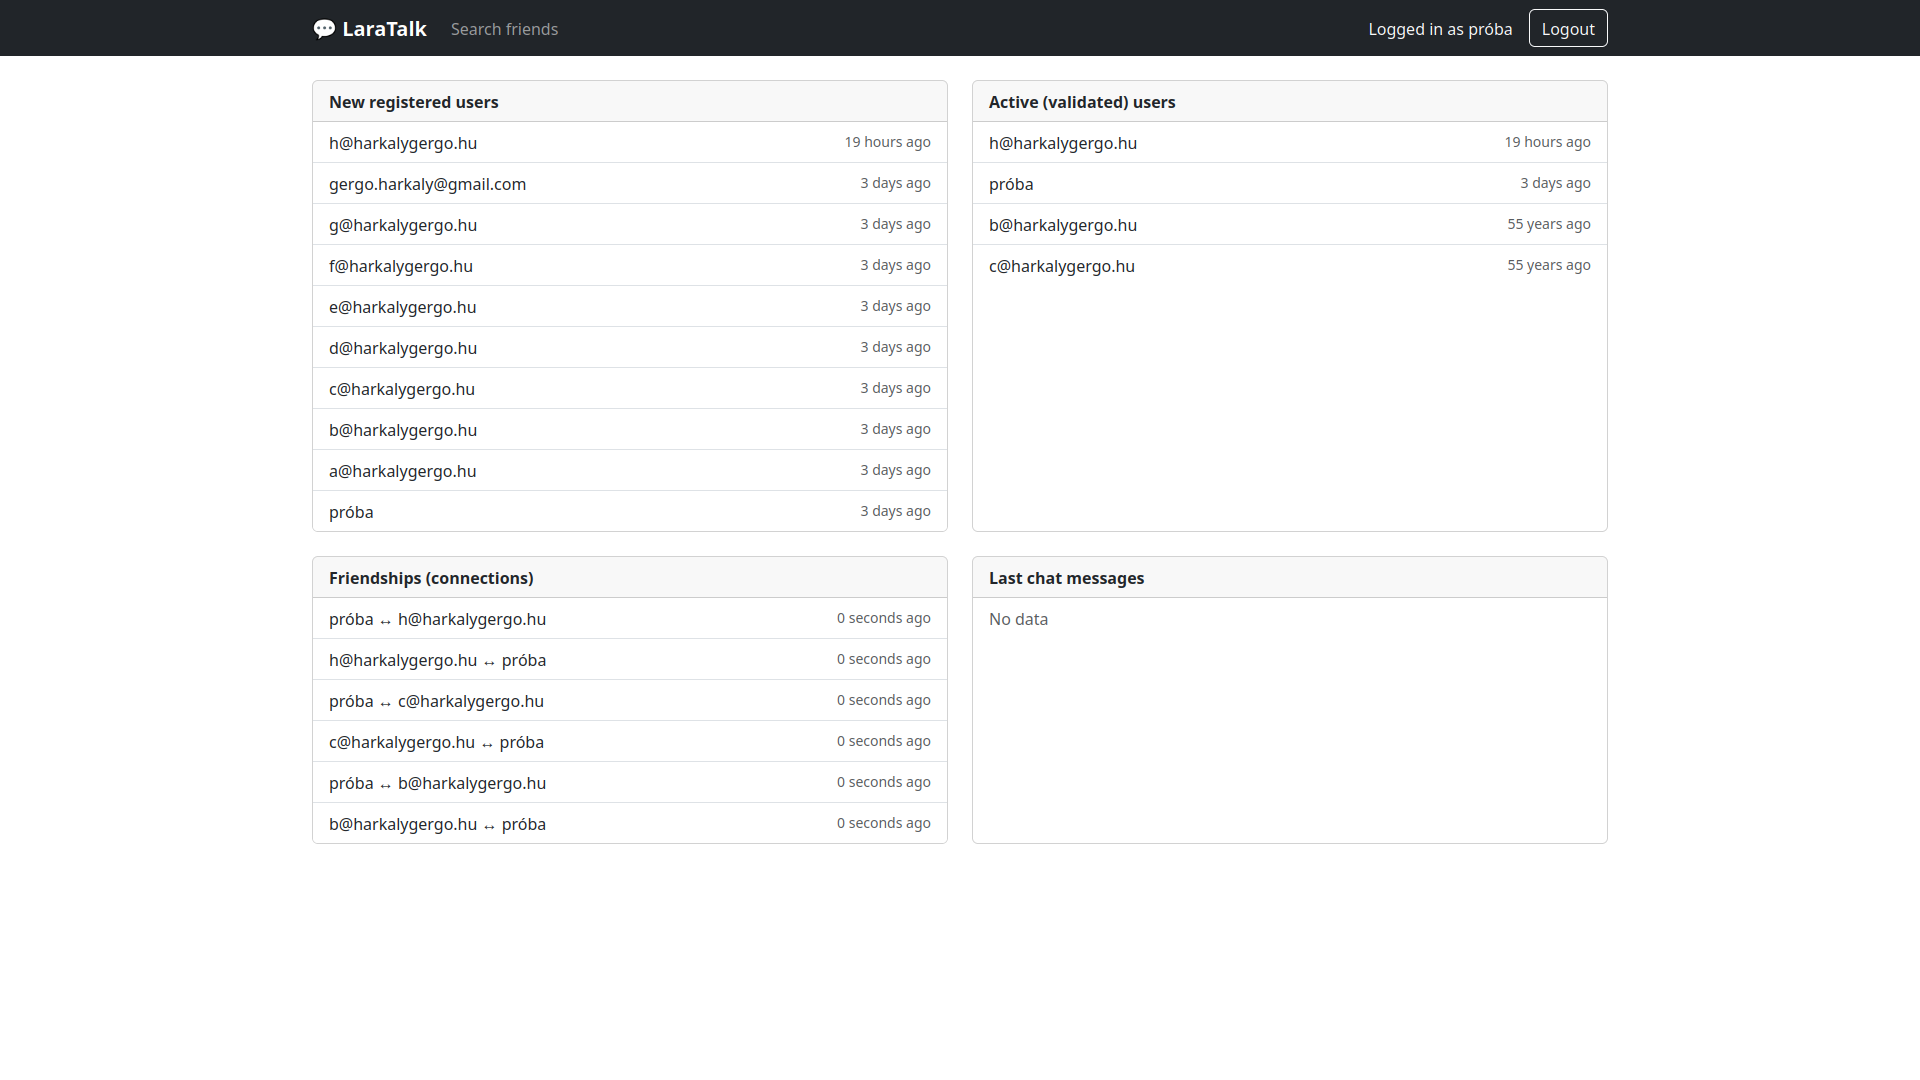 💬 LaraTalk Search friends Logged in as próba Logout
New registered users
h@harkalygergo.hu 19 hours ago
gergo.harkaly@gmail.com 3 days ago
g@harkalygergo.hu 3 days ago
f@harkalygergo.hu 3 days ago
e@harkalygergo.hu 3 days ago
d@harkalygergo.hu 3 days ago
c@harkalygergo.hu 3 days ago
b@harkalygergo.hu 3 days ago
a@harkalygergo.hu 3 days ago
próba 3 days ago
Active (validated) users
h@harkalygergo.hu 19 hours ago
próba 3 days ago
b@harkalygergo.hu 55 years ago
c@harkalygergo.hu 55 years ago
Friendships (connections)
próba ↔ h@harkalygergo.hu 0 seconds ago
h@harkalygergo.hu ↔ próba 0 seconds ago
próba ↔ c@harkalygergo.hu 0 seconds ago
c@harkalygergo.hu ↔ próba 0 seconds ago
próba ↔ b@harkalygergo.hu 0 seconds ago
b@harkalygergo.hu ↔ próba 0 seconds ago
Last chat messages
No data